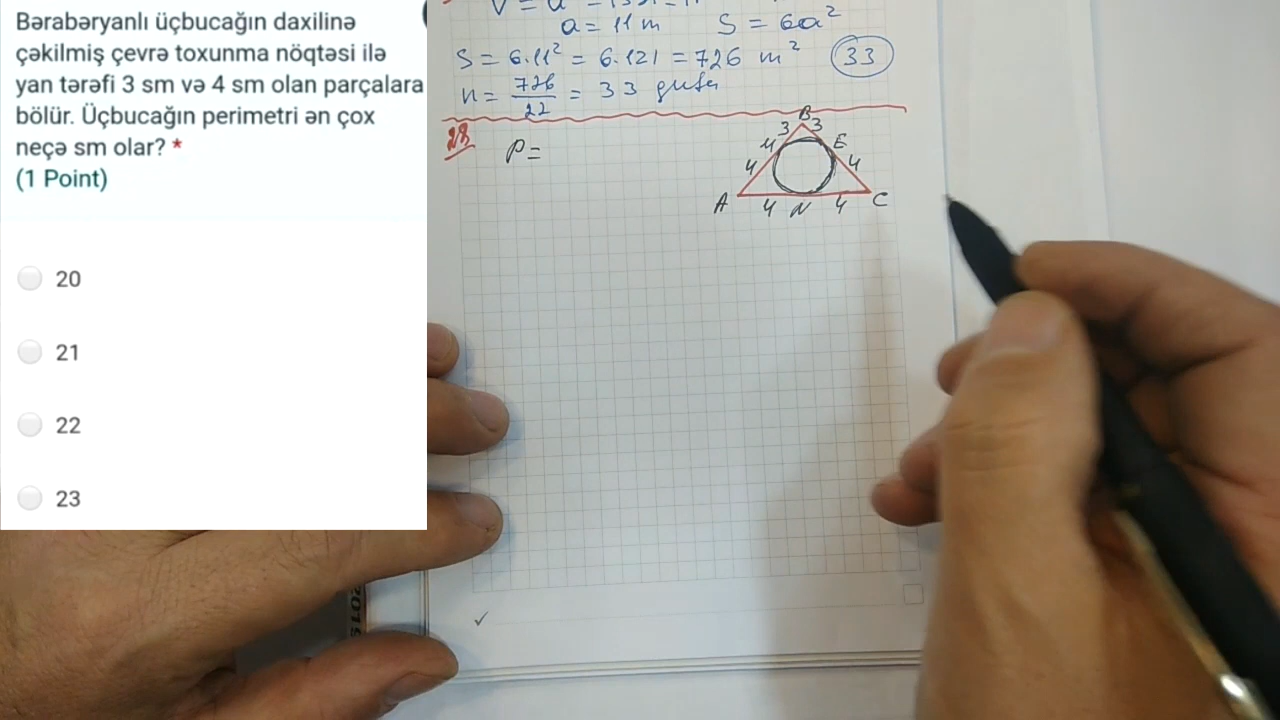 Bərabəryanlı üçbucağın daxilinə
çəkilmiş çevrə toxunma nöqtəsi ilə
yan tərəfi 3 sm və 4 sm olan parçalara
bölür. Üçbucağın perimetri ən çox
neçə sm olar? *
(1 Point)
20
21
22
23
a = 11 m S = 6a²
S = 6.11² = 6.121 = 726 m² 33
n = 726/22 = 33
28 P =
B
3 3
M E
4 4
A 4 N 4 C